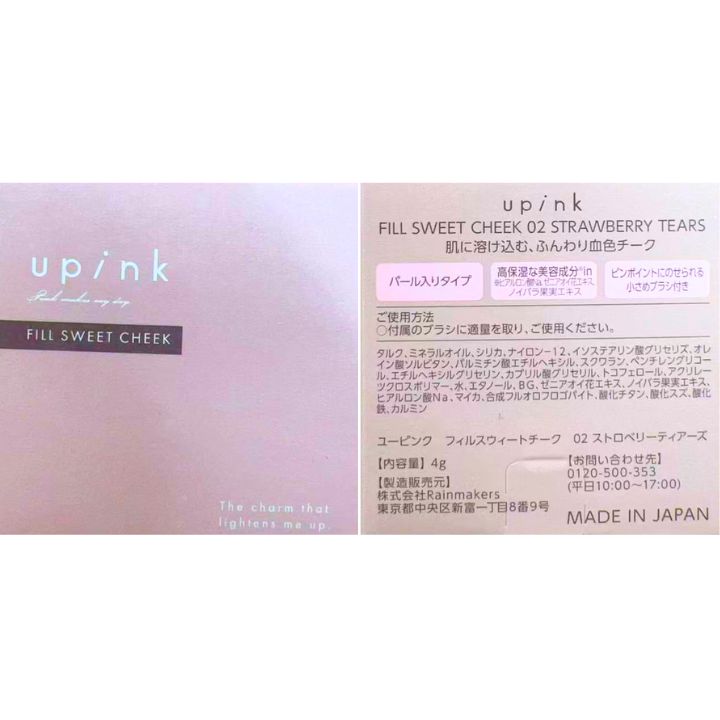 upink
Pink makes my day.
FILL SWEET CHEEK
The charm that
lightens me up.
upink
FILL SWEET CHEEK 02 STRAWBERRY TEARS
肌に溶け込む、ふんわり血色チーク
パール入りタイプ
高保湿な美容成分※in
※ヒアルロン酸Na、ゼニアオイ花エキス、
ノイバラ果実エキス
ピンポイントにのせられる
小さめブラシ付き
ご使用方法
○付属のブラシに適量を取り、ご使用ください。
タルク、ミネラルオイル、シリカ、ナイロン-12、イソステアリン酸グリセリズ、オレ
イン酸ソルビタン、パルミチン酸エチルヘキシル、スクワラン、ペンチレングリコー
ル、エチルヘキシルグリセリン、カプリル酸グリセリル、トコフェロール、アクリレー
ツクロスポリマー、水、エタノール、BG、ゼニアオイ花エキス、ノイバラ果実エキス、
ヒアルロン酸Na、マイカ、合成フルオロフロゴパイト、酸化チタン、酸化スズ、酸化
鉄、カルミン
ユーピンク フィルスウィートチーク 02 ストロベリーティアーズ
【内容量】4g
【製造販売元】
株式会社Rainmakers
東京都中央区新富一丁目8番9号
【お問い合わせ先】
0120-500-353
(平日10:00〜17:00)
MADE IN JAPAN